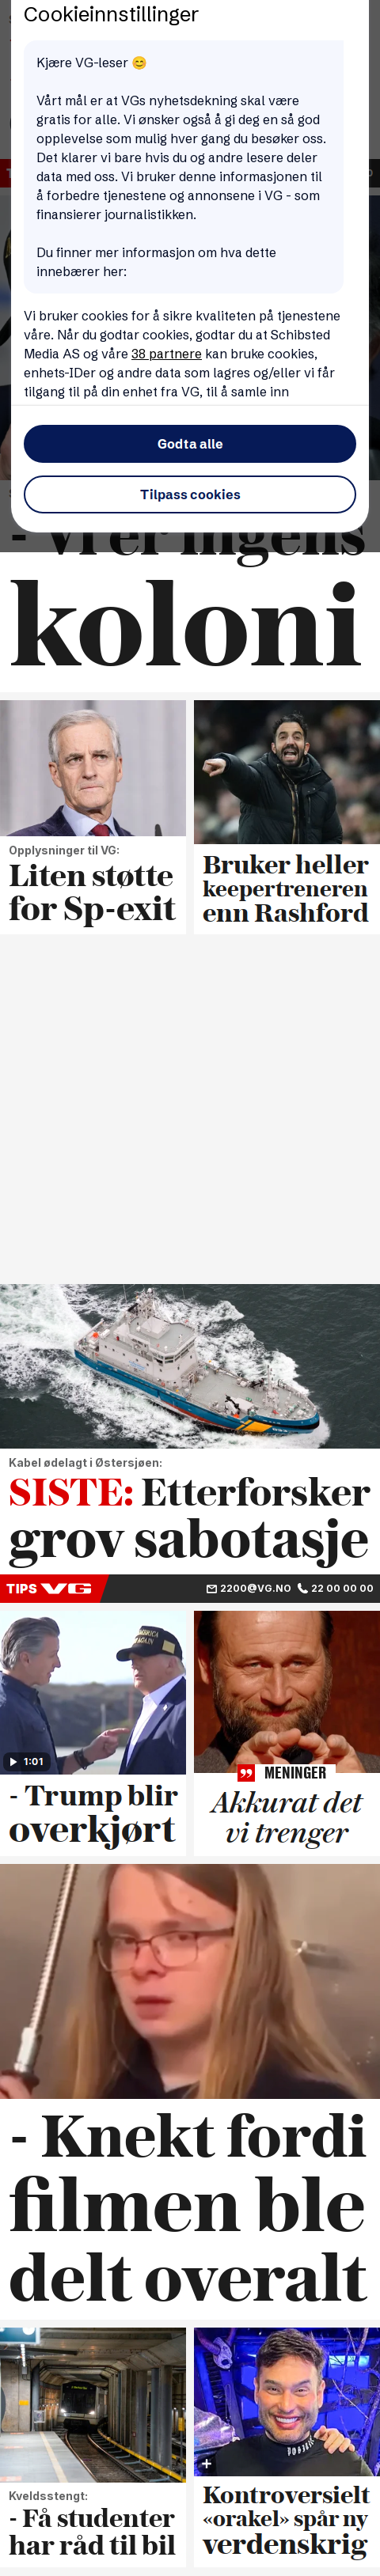 Cookieinnstillinger
Kjære VG-leser 😊
Vårt mål er at VGs nyhetsdekning skal være
gratis for alle. Vi ønsker også å gi deg en så god
opplevelse som mulig hver gang du besøker oss.
Det klarer vi bare hvis du og andre lesere deler
data med oss. Vi bruker denne informasjonen til
å forbedre tjenestene og annonsene i VG - som
finansierer journalistikken.
Du finner mer informasjon om hva dette
innebærer her:
Vi bruker cookies for å sikre kvaliteten på tjenestene
våre. Når du godtar cookies, godtar du at Schibsted
Media AS og våre 38 partnere kan bruke cookies,
enhets-IDer og andre data som lagres og/eller vi får
tilgang til på din enhet fra VG, til å samle inn
Godta alle
Tilpass cookies
- Vi er ingens
koloni
Opplysninger til VG:
Liten støtte
for Sp-exit
Bruker heller
keepertreneren
enn Rashford
Kabel ødelagt i Østersjøen:
SISTE: Etterforsker
grov sabotasje
TIPS VG 2200@VG.NO 22 00 00 00
1:01
- Trump blir
overkjørt
MENINGER
Akkurat det
vi trenger
- Knekt fordi
filmen ble
delt overalt
Kveldsstengt:
- Få studenter
har råd til bil
Kontroversielt
«orakel» spår ny
verdenskrig